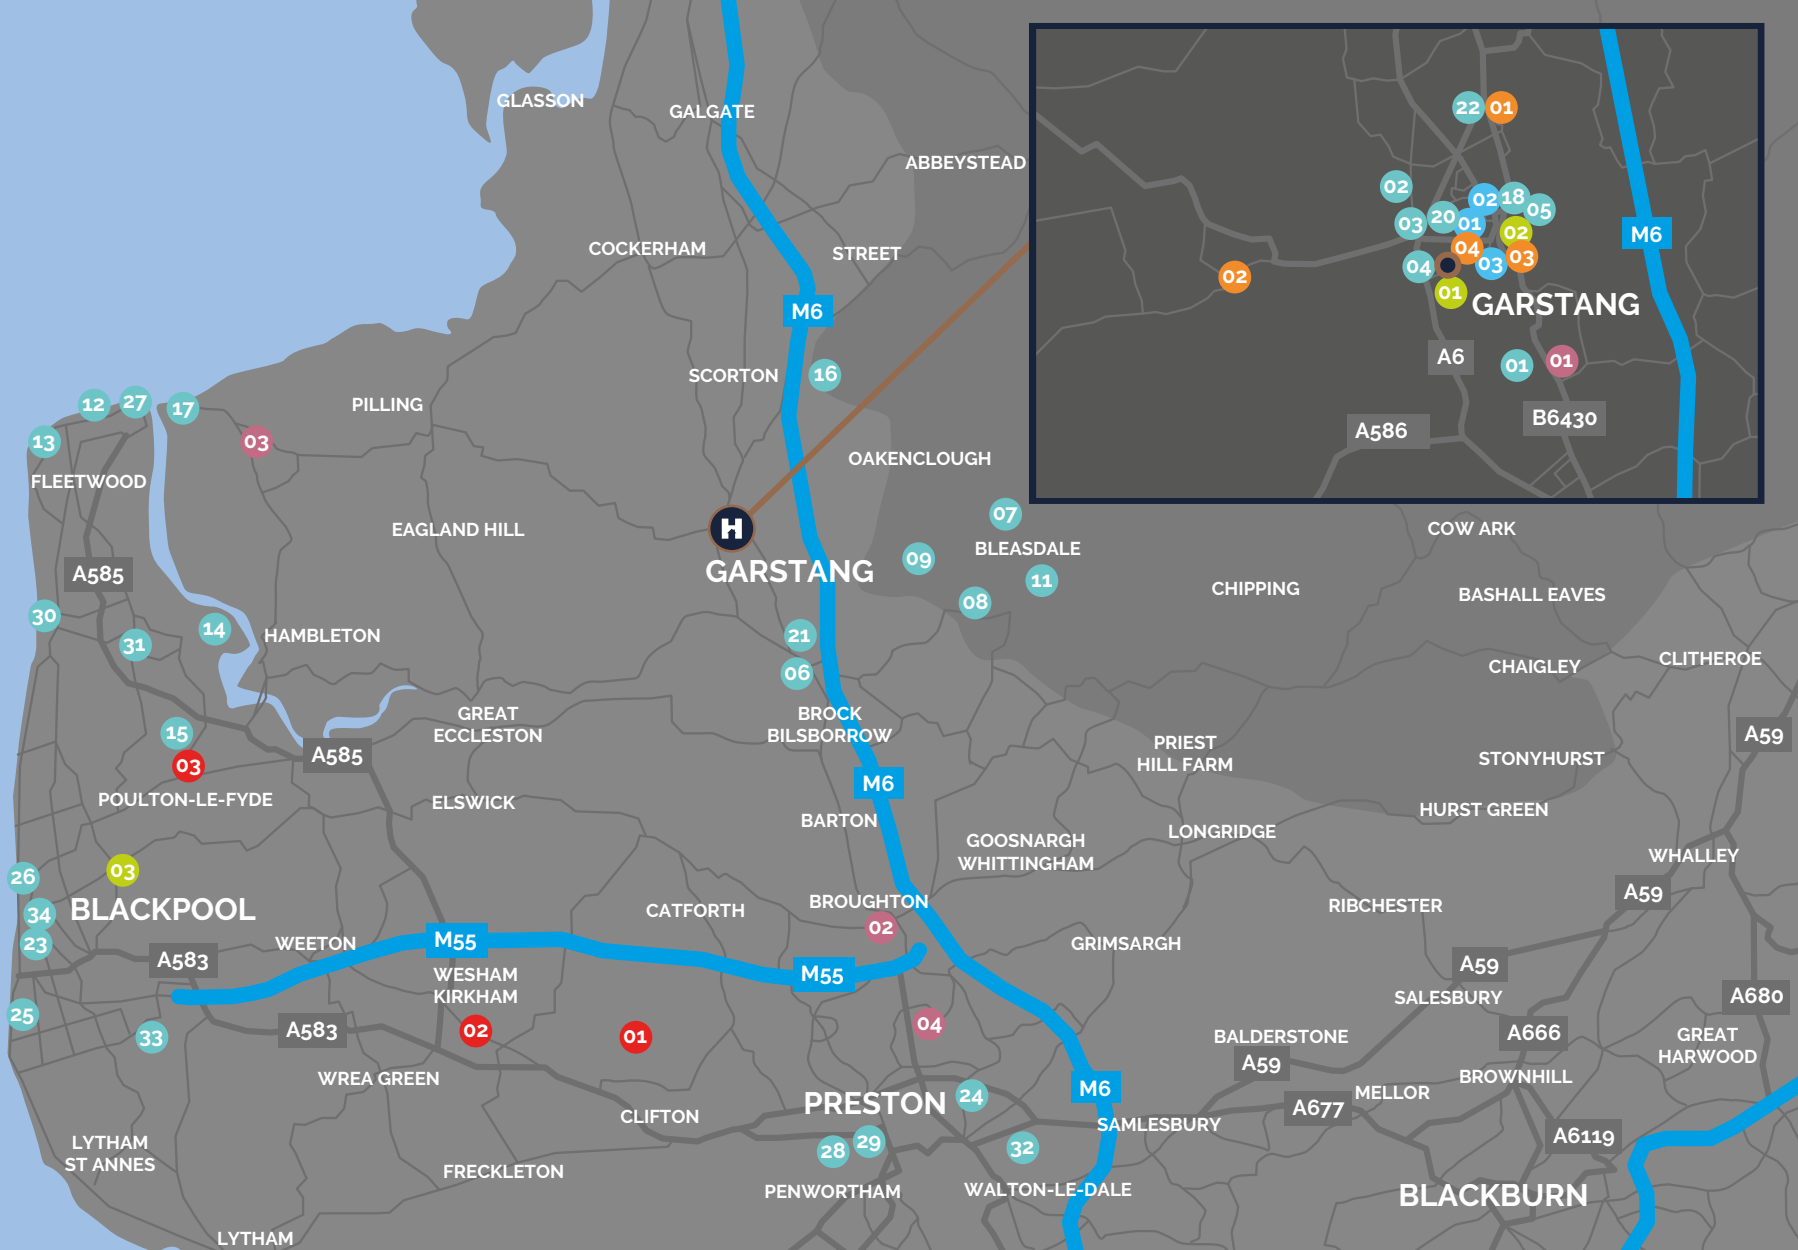 GLASSON
GALGATE
ABBEYSTEAD
COCKERHAM
STREET
M6
SCORTON
16
PILLING
12
27
17
13
03
FLEETWOOD
OAKENCLOUGH
EAGLAND HILL
H
GARSTANG
07
BLEASDALE
09
11
08
A585
30
14
31
HAMBLETON
21
06
22
01
02
02
18
05
03
20
01
02
04
03
04
03
02
01
GARSTANG
M6
A6
01
01
B6430
A586
COW ARK
CHIPPING
BASHALL EAVES
CHAIGLEY
CLITHEROE
GREAT
ECCLESTON
BROCK
BILSBORROW
15
03
A585
POULTON-LE-FYDE
ELSWICK
M6
BARTON
PRIEST
HILL FARM
STONYHURST
A59
HURST GREEN
LONGRIDGE
GOOSNARGH
WHITTINGHAM
WHALLEY
03
26
BLACKPOOL
34
23
CATFORTH
BROUGHTON
02
RIBCHESTER
A59
WEETON
M55
A583
WESHAM
KIRKHAM
M55
GRIMSARGH
A59
SALESBURY
A680
25
33
A583
02
01
04
BALDERSTONE
A59
A666
GREAT
HARWOOD
WREA GREEN
BROWNHILL
M6
MELLOR
A677
PRESTON
24
CLIFTON
SAMLESBURY
A6119
LYTHAM
ST ANNES
28
29
32
FRECKLETON
PENWORTHAM
WALTON-LE-DALE
BLACKBURN
LYTHAM